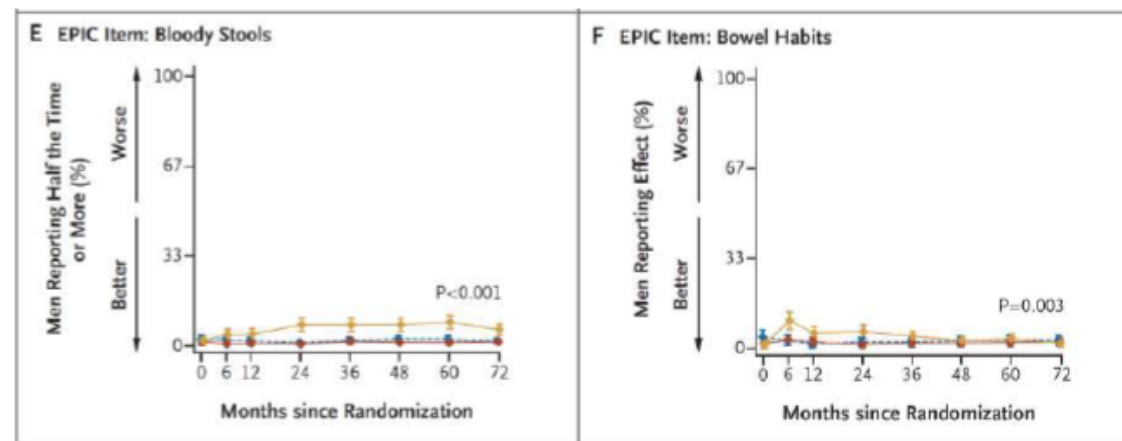 E EPIC Item: Bloody Stools
Men Reporting Half the Time
or More (%)
Worse
Better
100
67
33
0
P<0.001
0 6 12 24 36 48 60 72
Months since Randomization
F EPIC Item: Bowel Habits
Men Reporting Effect (%)
Worse
Better
100
67
33
0
P=0.003
0 6 12 24 36 48 60 72
Months since Randomization